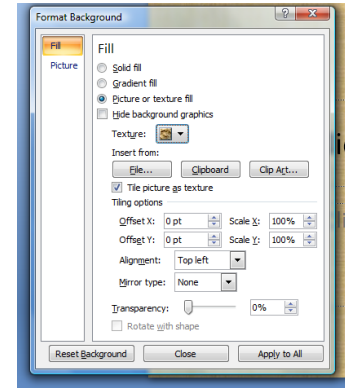 Format Background
Fill
Picture
Fill
Solid fill
Gradient fill
Picture or texture fill
Hide background graphics
Texture:
Insert from:
File... Clipboard Clip Art...
Tile picture as texture
Tiling options
Offset X: 0 pt Scale X: 100%
Offset Y: 0 pt Scale Y: 100%
Alignment: Top left
Mirror type: None
Transparency: 0%
Rotate with shape
Reset Background Close Apply to All